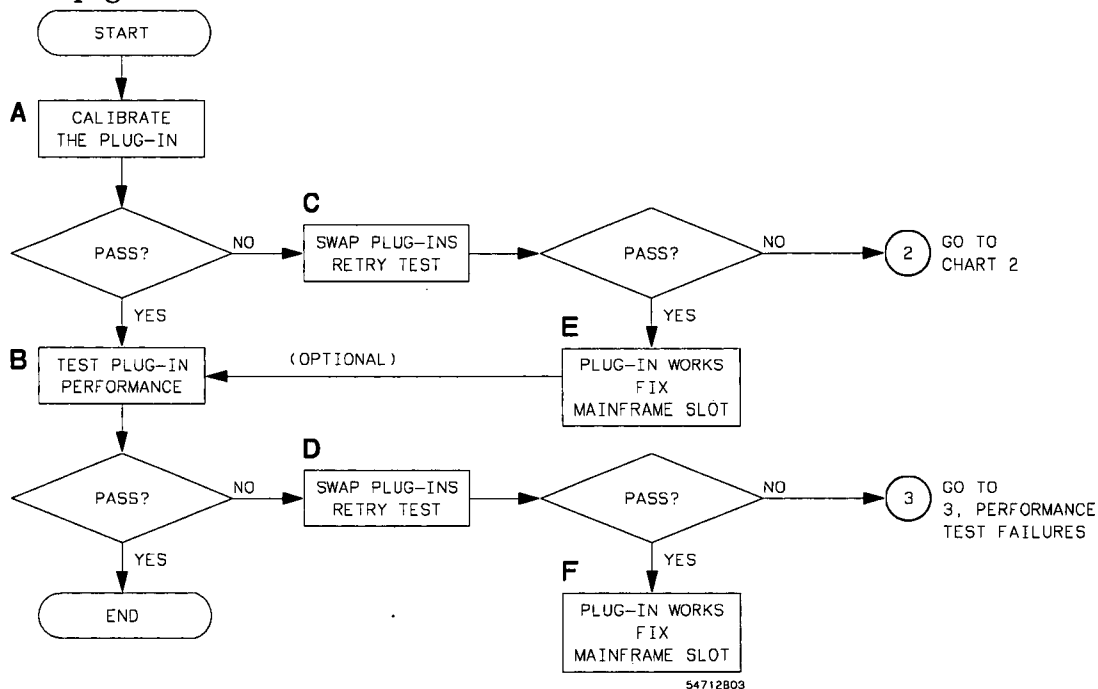 START
A
CALIBRATE
THE PLUG-IN
PASS?
NO
C
SWAP PLUG-INS
RETRY TEST
PASS?
NO
2
GO TO
CHART 2
YES
YES
B
TEST PLUG-IN
PERFORMANCE
(OPTIONAL)
E
PLUG-IN WORKS
FIX
MAINFRAME SLOT
PASS?
NO
D
SWAP PLUG-INS
RETRY TEST
PASS?
NO
3
GO TO
3, PERFORMANCE
TEST FAILURES
YES
YES
END
F
PLUG-IN WORKS
FIX
MAINFRAME SLOT
54712B03